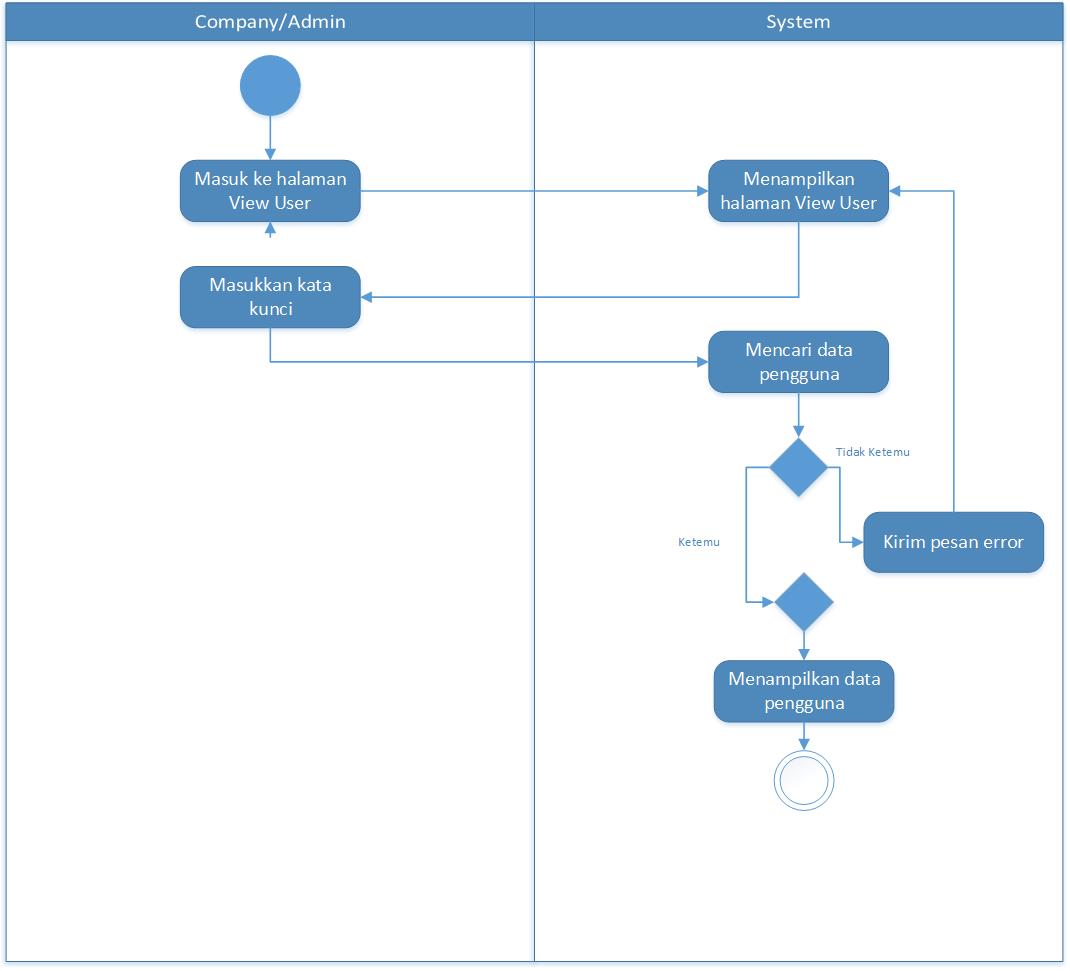 Company/Admin
System
Masuk ke halaman
View User
Menampilkan
halaman View User
Masukkan kata
kunci
Mencari data
pengguna
Tidak Ketemu
Ketemu
Kirim pesan error
Menampilkan data
pengguna